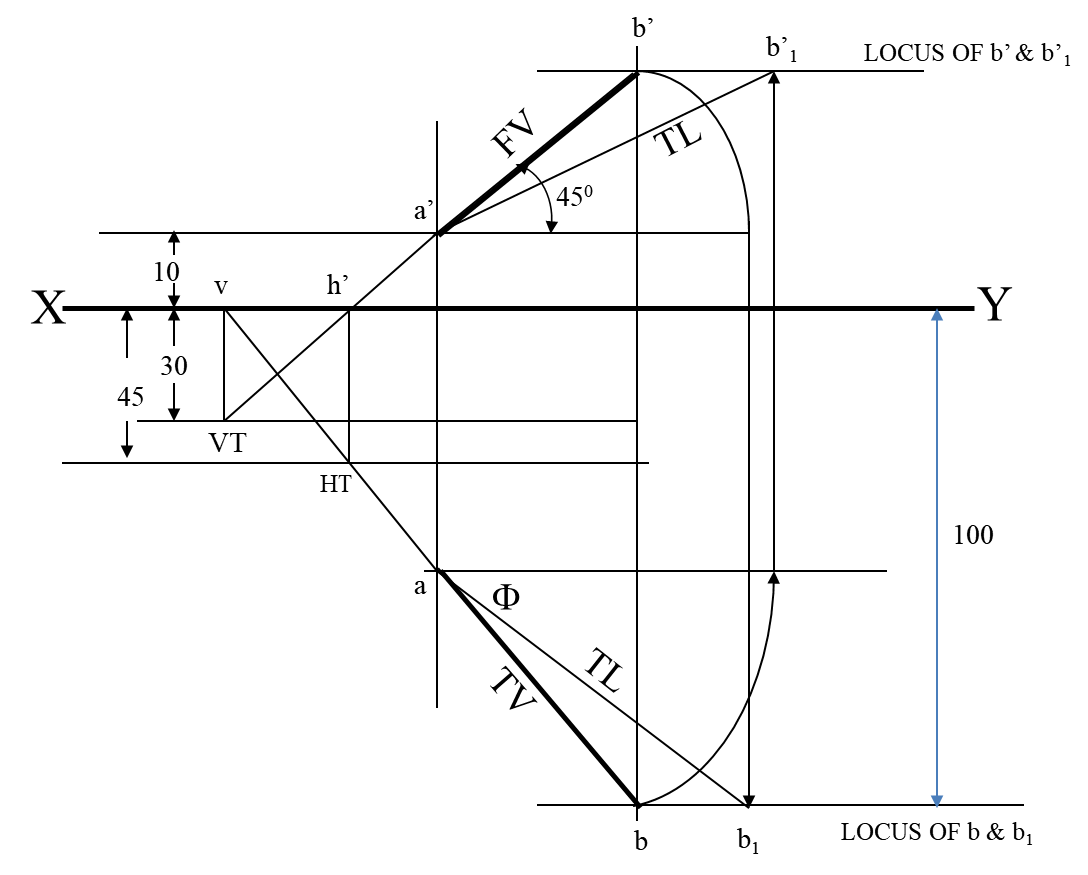 b’
b’₁
LOCUS OF b’ & b’₁
FV
TL
45⁰
a’
10
v
h’
X
Y
30
45
VT
HT
100
a
Φ
TL
TV
LOCUS OF b & b₁
b
b₁